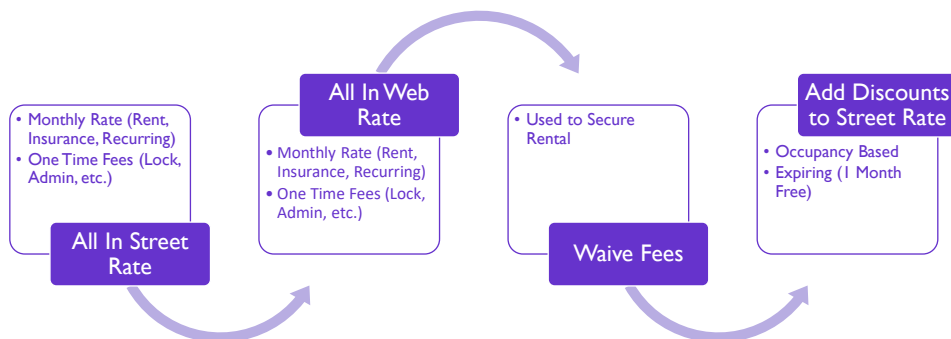 • Monthly Rate (Rent,
Insurance, Recurring)
• One Time Fees (Lock,
Admin, etc.)
All In Street
Rate
All In Web
Rate
• Monthly Rate (Rent,
Insurance, Recurring)
• One Time Fees (Lock,
Admin, etc.)
• Used to Secure
Rental
Waive Fees
Add Discounts
to Street Rate
• Occupancy Based
• Expiring (1 Month
Free)